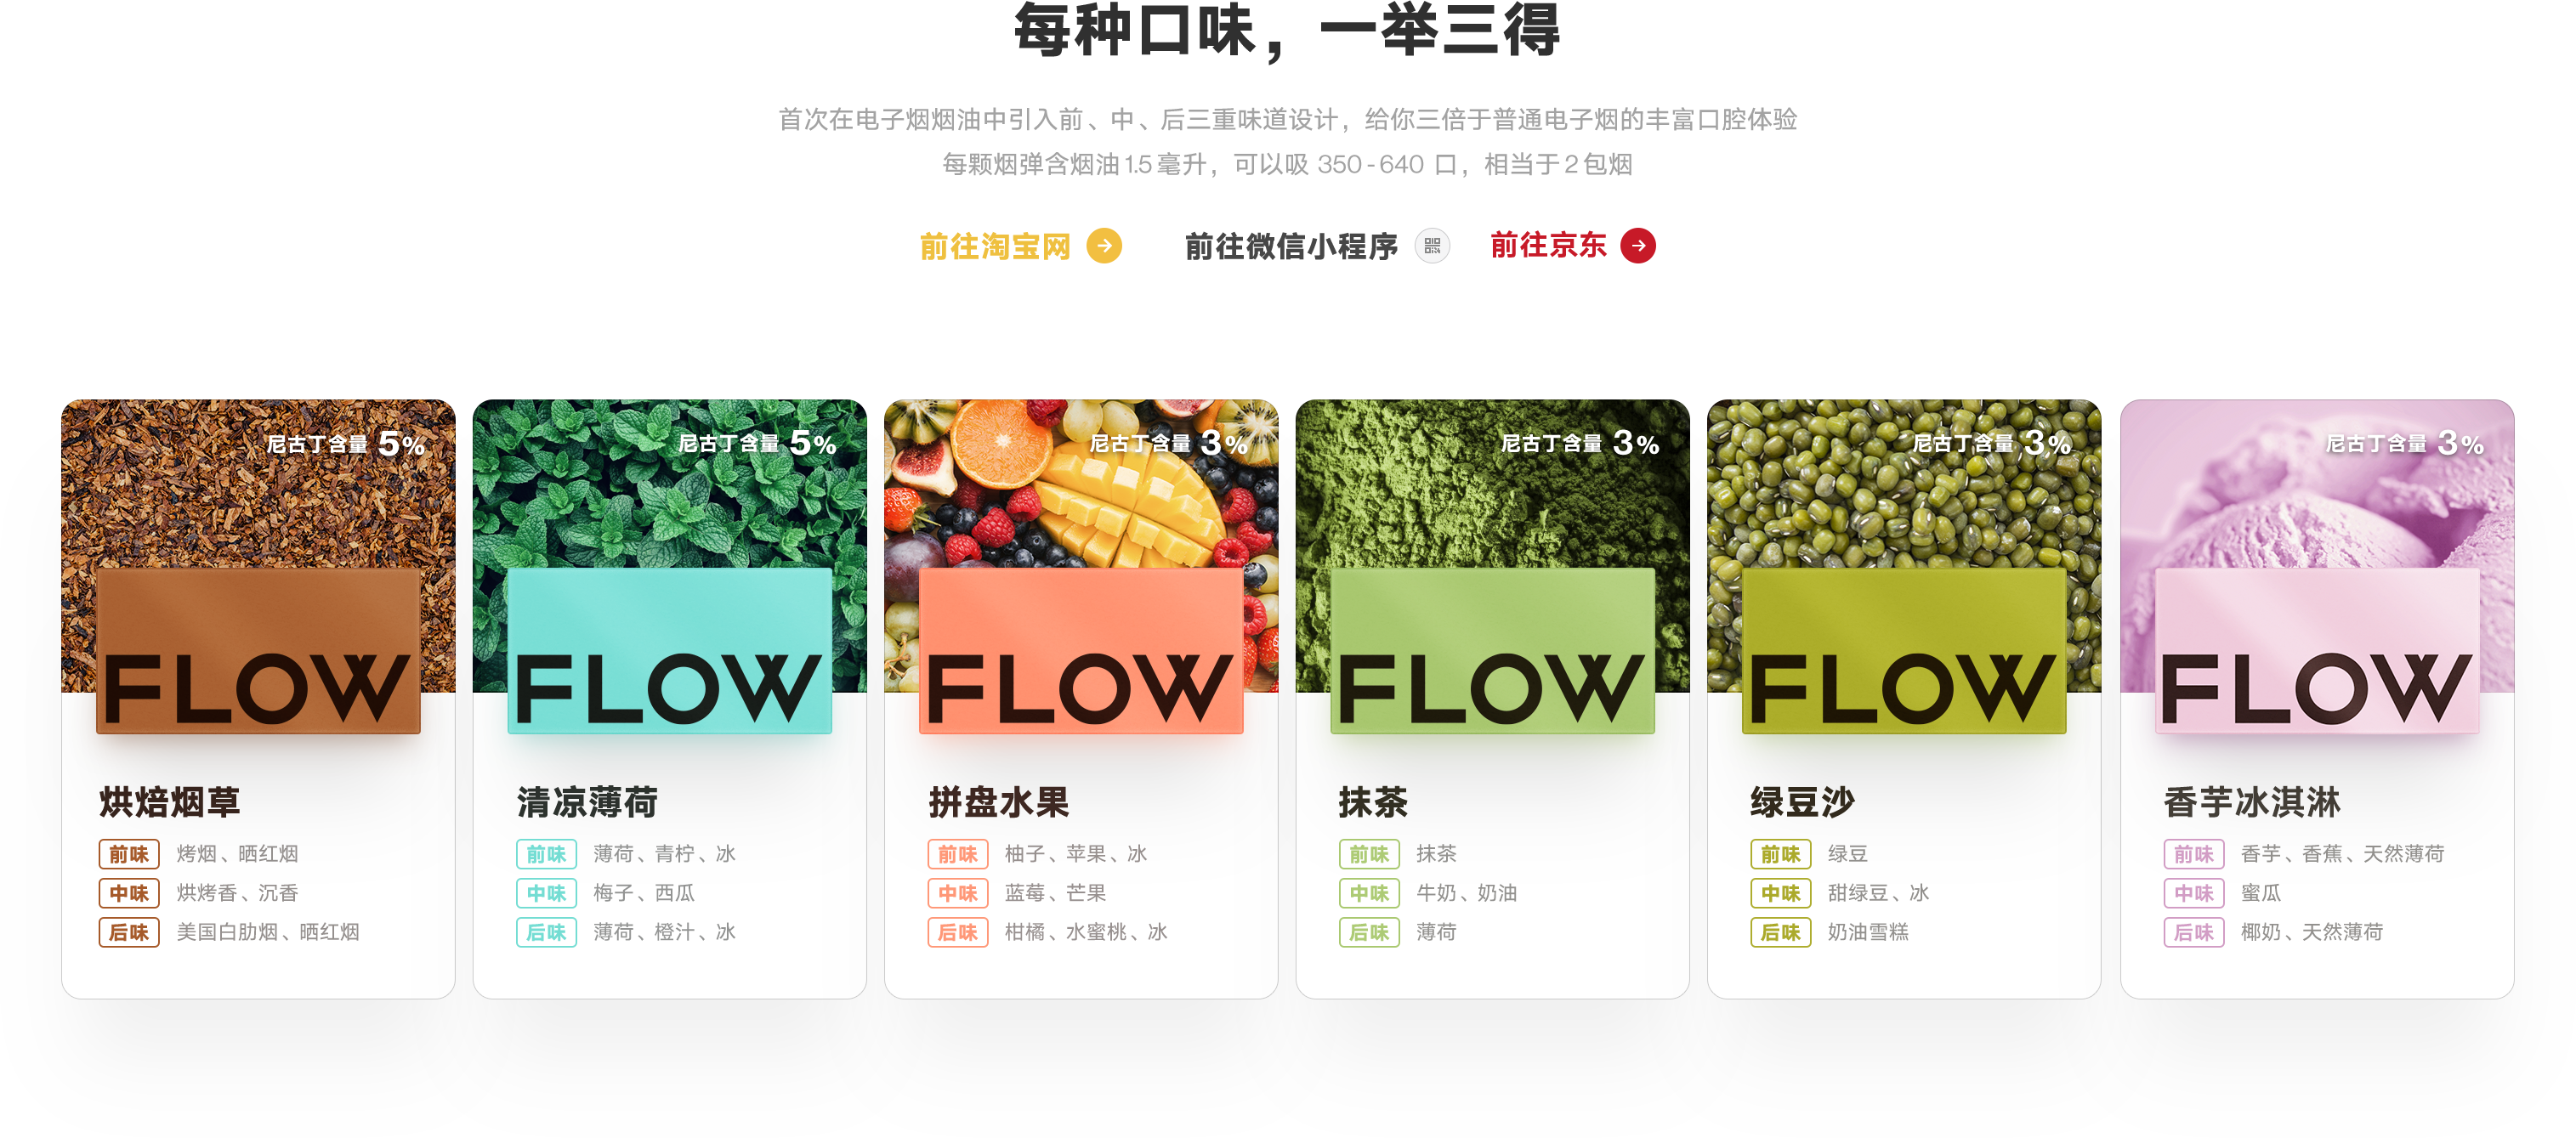 每种口味，一举三得
首次在电子烟烟油中引入前、中、后三重味道设计，给你三倍于普通电子烟的丰富口腔体验
每颗烟弹含烟油1.5毫升，可以吸 350-640 口，相当于2包烟
前往淘宝网
前往微信小程序
前往京东
尼古丁含量 5%
FLOW
烘焙烟草
前味 烤烟、晒红烟
中味 烘烤香、沉香
后味 美国白肋烟、晒红烟
尼古丁含量 5%
FLOW
清凉薄荷
前味 薄荷、青柠、冰
中味 梅子、西瓜
后味 薄荷、橙汁、冰
尼古丁含量 3%
FLOW
拼盘水果
前味 柚子、苹果、冰
中味 蓝莓、芒果
后味 柑橘、水蜜桃、冰
尼古丁含量 3%
FLOW
抹茶
前味 抹茶
中味 牛奶、奶油
后味 薄荷
尼古丁含量 3%
FLOW
绿豆沙
前味 绿豆
中味 甜绿豆、冰
后味 奶油雪糕
尼古丁含量 3%
FLOW
香芋冰淇淋
前味 香芋、香蕉、天然薄荷
中味 蜜瓜
后味 椰奶、天然薄荷